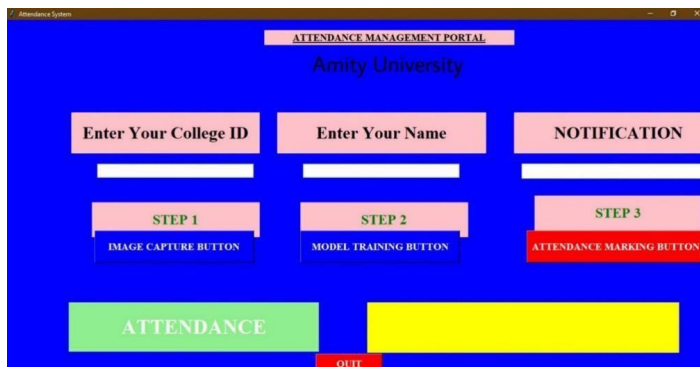 Attendance System
ATTENDANCE MANAGEMENT PORTAL
Amity University
Enter Your College ID
Enter Your Name
NOTIFICATION
STEP 1
STEP 2
STEP 3
IMAGE CAPTURE BUTTON
MODEL TRAINING BUTTON
ATTENDANCE MARKING BUTTON
ATTENDANCE
QUIT